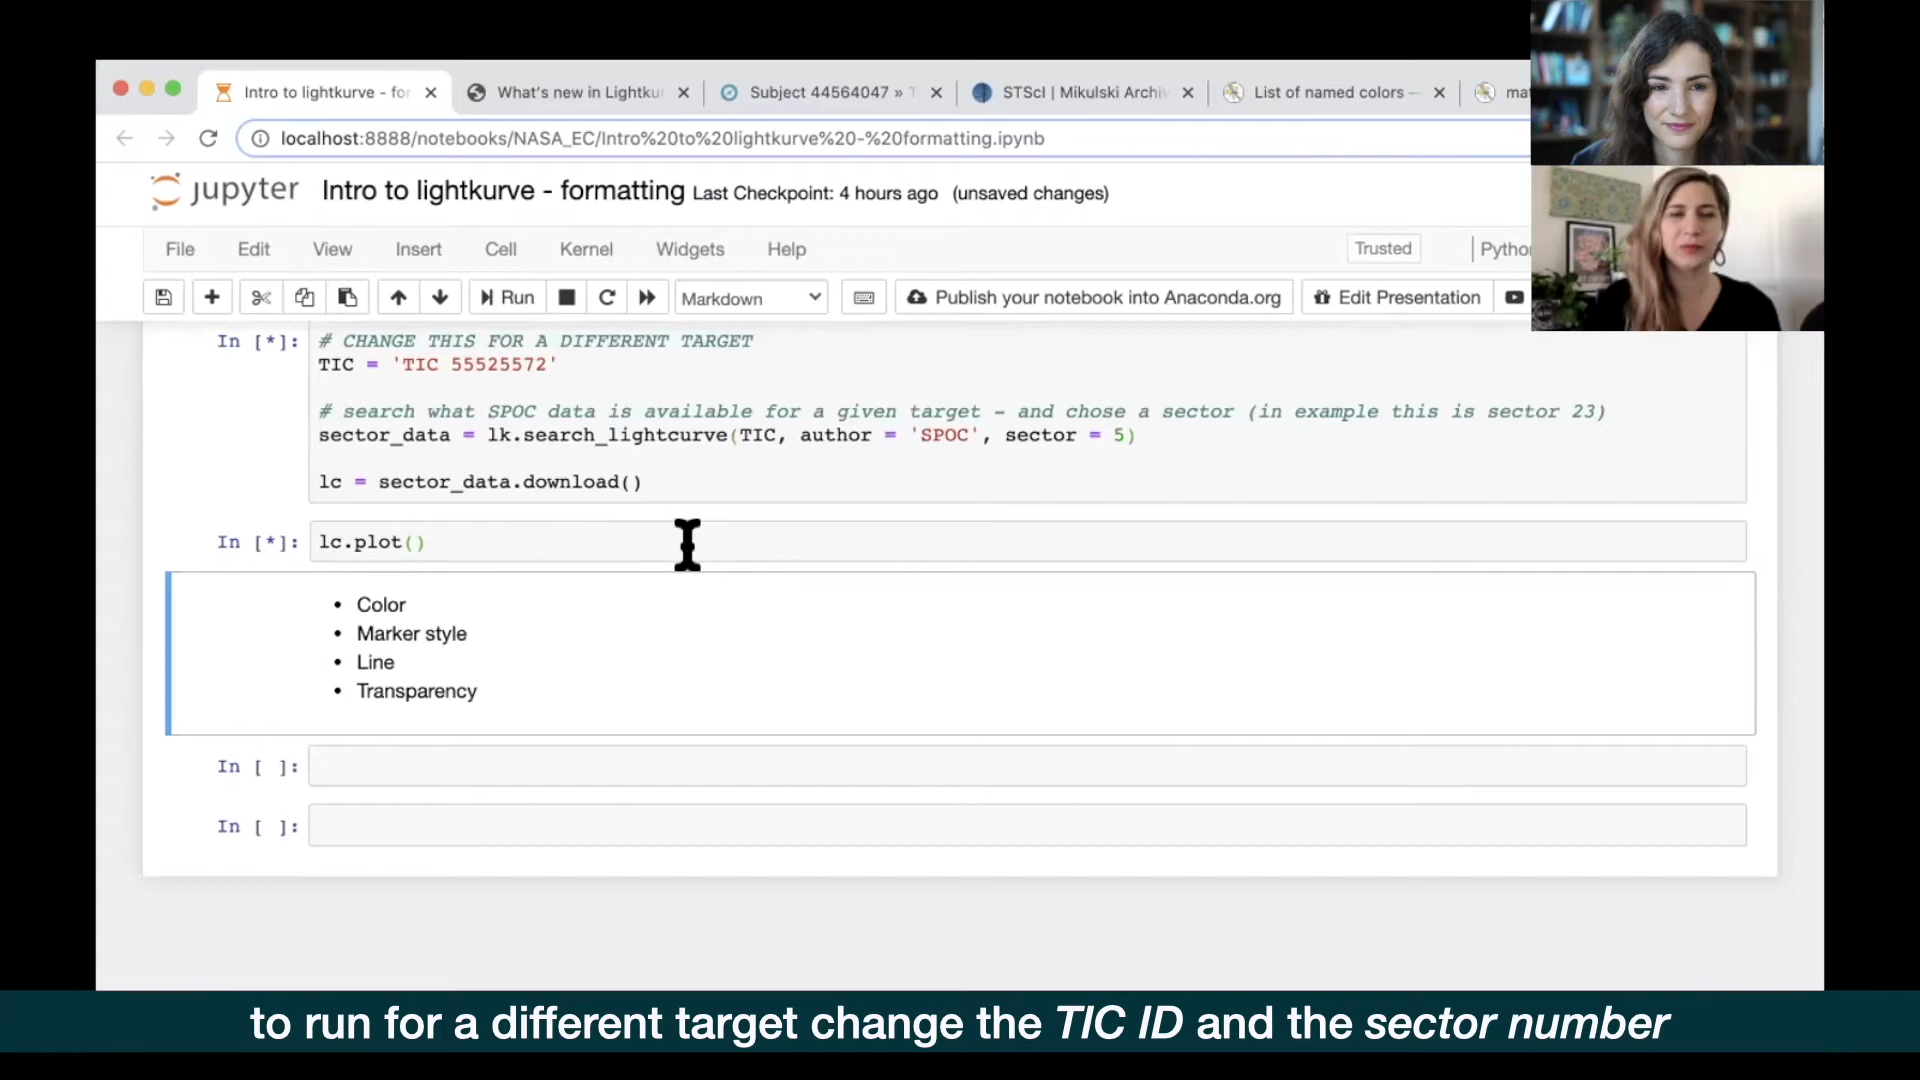 Intro to lightkurve - for
What's new in Lightku
Subject 44564047 » T
STScI | Mikulski Archiv
List of named colors —
mat
localhost:8888/notebooks/NASA_EC/Intro%20to%20lightkurve%20-%20formatting.ipynb
jupyter Intro to lightkurve - formatting Last Checkpoint: 4 hours ago (unsaved changes)
File Edit View Insert Cell Kernel Widgets Help Trusted Python
Run Markdown Publish your notebook into Anaconda.org Edit Presentation
In [*]: # CHANGE THIS FOR A DIFFERENT TARGET
TIC = 'TIC 55525572'
# search what SPOC data is available for a given target - and chose a sector (in example this is sector 23)
sector_data = lk.search_lightcurve(TIC, author = 'SPOC', sector = 5)
lc = sector_data.download()
In [*]: lc.plot()
• Color
• Marker style
• Line
• Transparency
In [ ]:
In [ ]:
to run for a different target change the TIC ID and the sector number